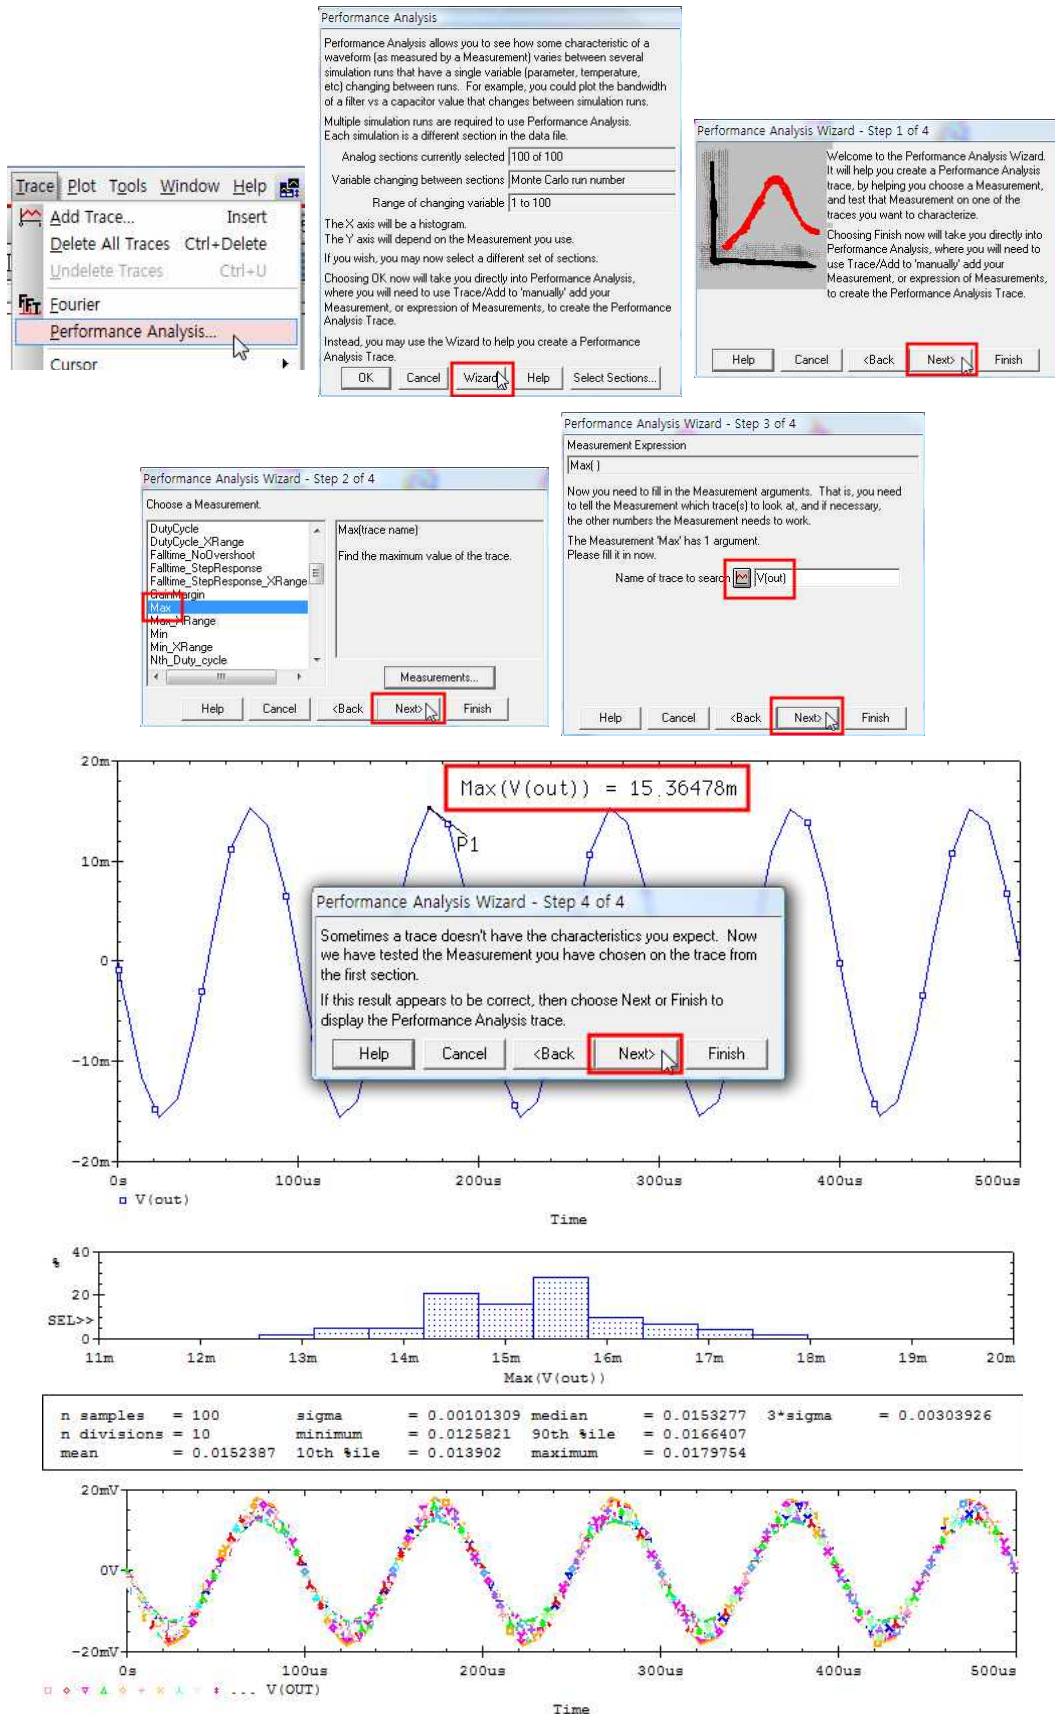 Performance Analysis
Performance Analysis allows you to see how some characteristic of a
waveform (as measured by a Measurement) varies between several
simulation runs that have a single variable (parameter, temperature,
etc) changing between runs. For example, you could plot the bandwidth
of a filter vs a capacitor value that changes between simulation runs.
Multiple simulation runs are required to use Performance Analysis.
Each simulation is a different section in the data file.
Analog sections currently selected 100 of 100
Variable changing between sections Monte Carlo run number
Range of changing variable 1 to 100
The X axis will be a histogram.
The Y axis will depend on the Measurement you use.
If you wish, you may now select a different set of sections.
Choosing OK now will take you directly into Performance Analysis,
where you will need to use Trace/Add to 'manually' add your
Measurement, or expression of Measurements, to create the Performance
Analysis Trace.
Instead, you may use the Wizard to help you create a Performance
Analysis Trace.
OK Cancel Wizard Help Select Sections...
Trace Plot Tools Window Help
Add Trace... Insert
Delete All Traces Ctrl+Delete
Undelete Traces Ctrl+U
FFT Fourier
Performance Analysis...
Cursor
Performance Analysis Wizard - Step 1 of 4
Welcome to the Performance Analysis Wizard.
It will help you create a Performance Analysis
trace, by helping you choose a Measurement,
and test that Measurement on one of the
traces you want to characterize.
Choosing Finish now will take you directly into
Performance Analysis, where you will need to
use Trace/Add to 'manually' add your
Measurement, or expression of Measurements,
to create the Performance Analysis Trace.
Help Cancel <Back Next> Finish
Performance Analysis Wizard - Step 2 of 4
Choose a Measurement.
DutyCycle
DutyCycle_XRange
Falltime_NoOvershoot
Falltime_StepResponse
Falltime_StepResponse_XRange
GainMargin
Max
Max_XRange
Min
Min_XRange
Nth_Duty_cycle
Max(trace name)
Find the maximum value of the trace.
Measurements...
Help Cancel <Back Next> Finish
Performance Analysis Wizard - Step 3 of 4
Measurement Expression
Max( )
Now you need to fill in the Measurement arguments. That is, you need
to tell the Measurement which trace(s) to look at, and if necessary,
the other numbers the Measurement needs to work.
The Measurement 'Max' has 1 argument.
Please fill it in now.
Name of trace to search V(out)
Help Cancel <Back Next> Finish
20m
10m
0
-10m
-20m
Max(V(out)) = 15.36478m
P1
Performance Analysis Wizard - Step 4 of 4
Sometimes a trace doesn't have the characteristics you expect. Now
we have tested the Measurement you have chosen on the trace from
the first section.
If this result appears to be correct, then choose Next or Finish to
display the Performance Analysis trace.
Help Cancel <Back Next> Finish
0s 100us 200us 300us 400us 500us
V(out)
Time
40
%
20
SEL>>
0
11m 12m 13m 14m 15m 16m 17m 18m 19m 20m
Max(V(out))
n samples = 100 sigma = 0.00101309 median = 0.0153277 3*sigma = 0.00303926
n divisions = 10 minimum = 0.0125821 90th %ile = 0.0166407
mean = 0.0152387 10th %ile = 0.013902 maximum = 0.0179754
20mV
0V
-20mV
0s 100us 200us 300us 400us 500us
... V(OUT)
Time